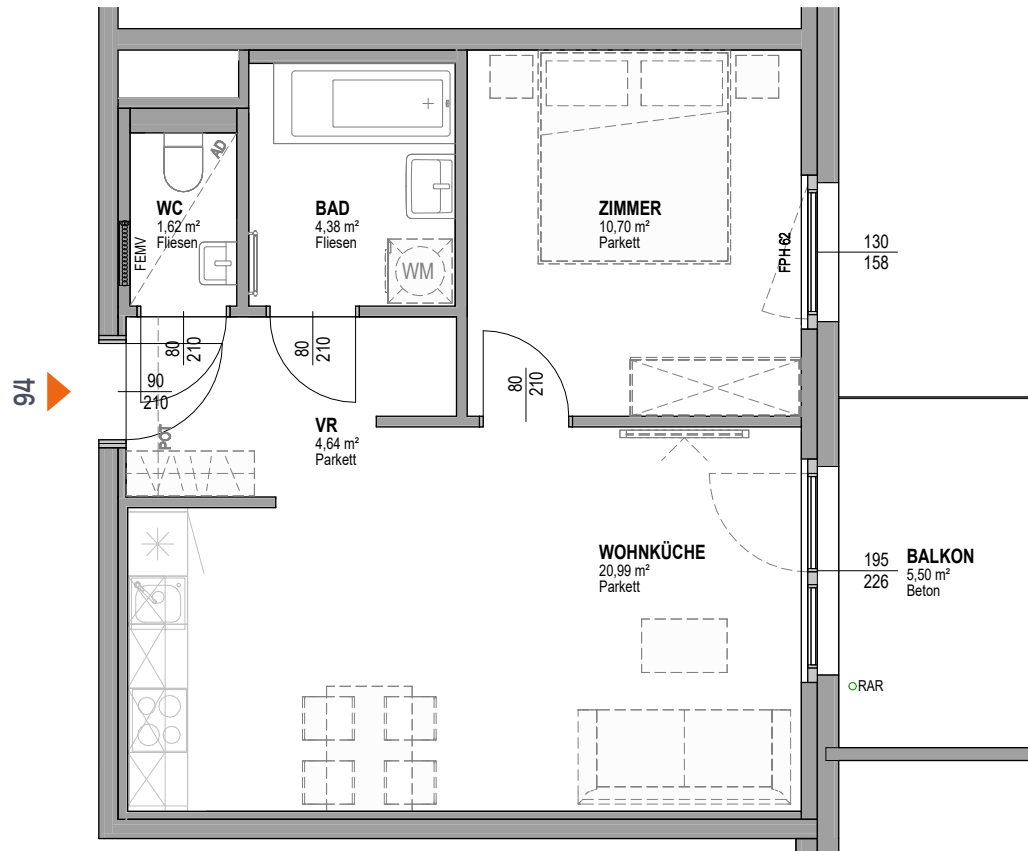 WC
1,62 m²
Fliesen
AD
FEMV
BAD
4,38 m²
Fliesen
WM
ZIMMER
10,70 m²
Parkett
FPH 62
130
158
80
210
80
210
80
210
90
210
94
POT
VR
4,64 m²
Parkett
WOHNKÜCHE
20,99 m²
Parkett
195
226
BALKON
5,50 m²
Beton
RAR